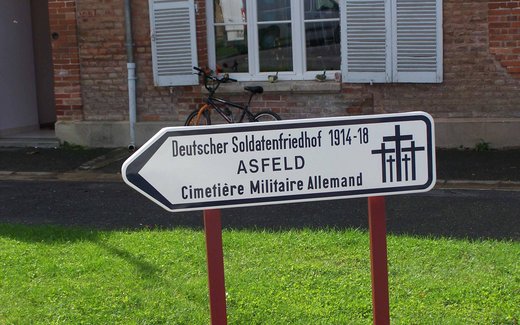 Deutscher Soldatenfriedhof 1914-18
ASFELD
Cimetière Militaire Allemand